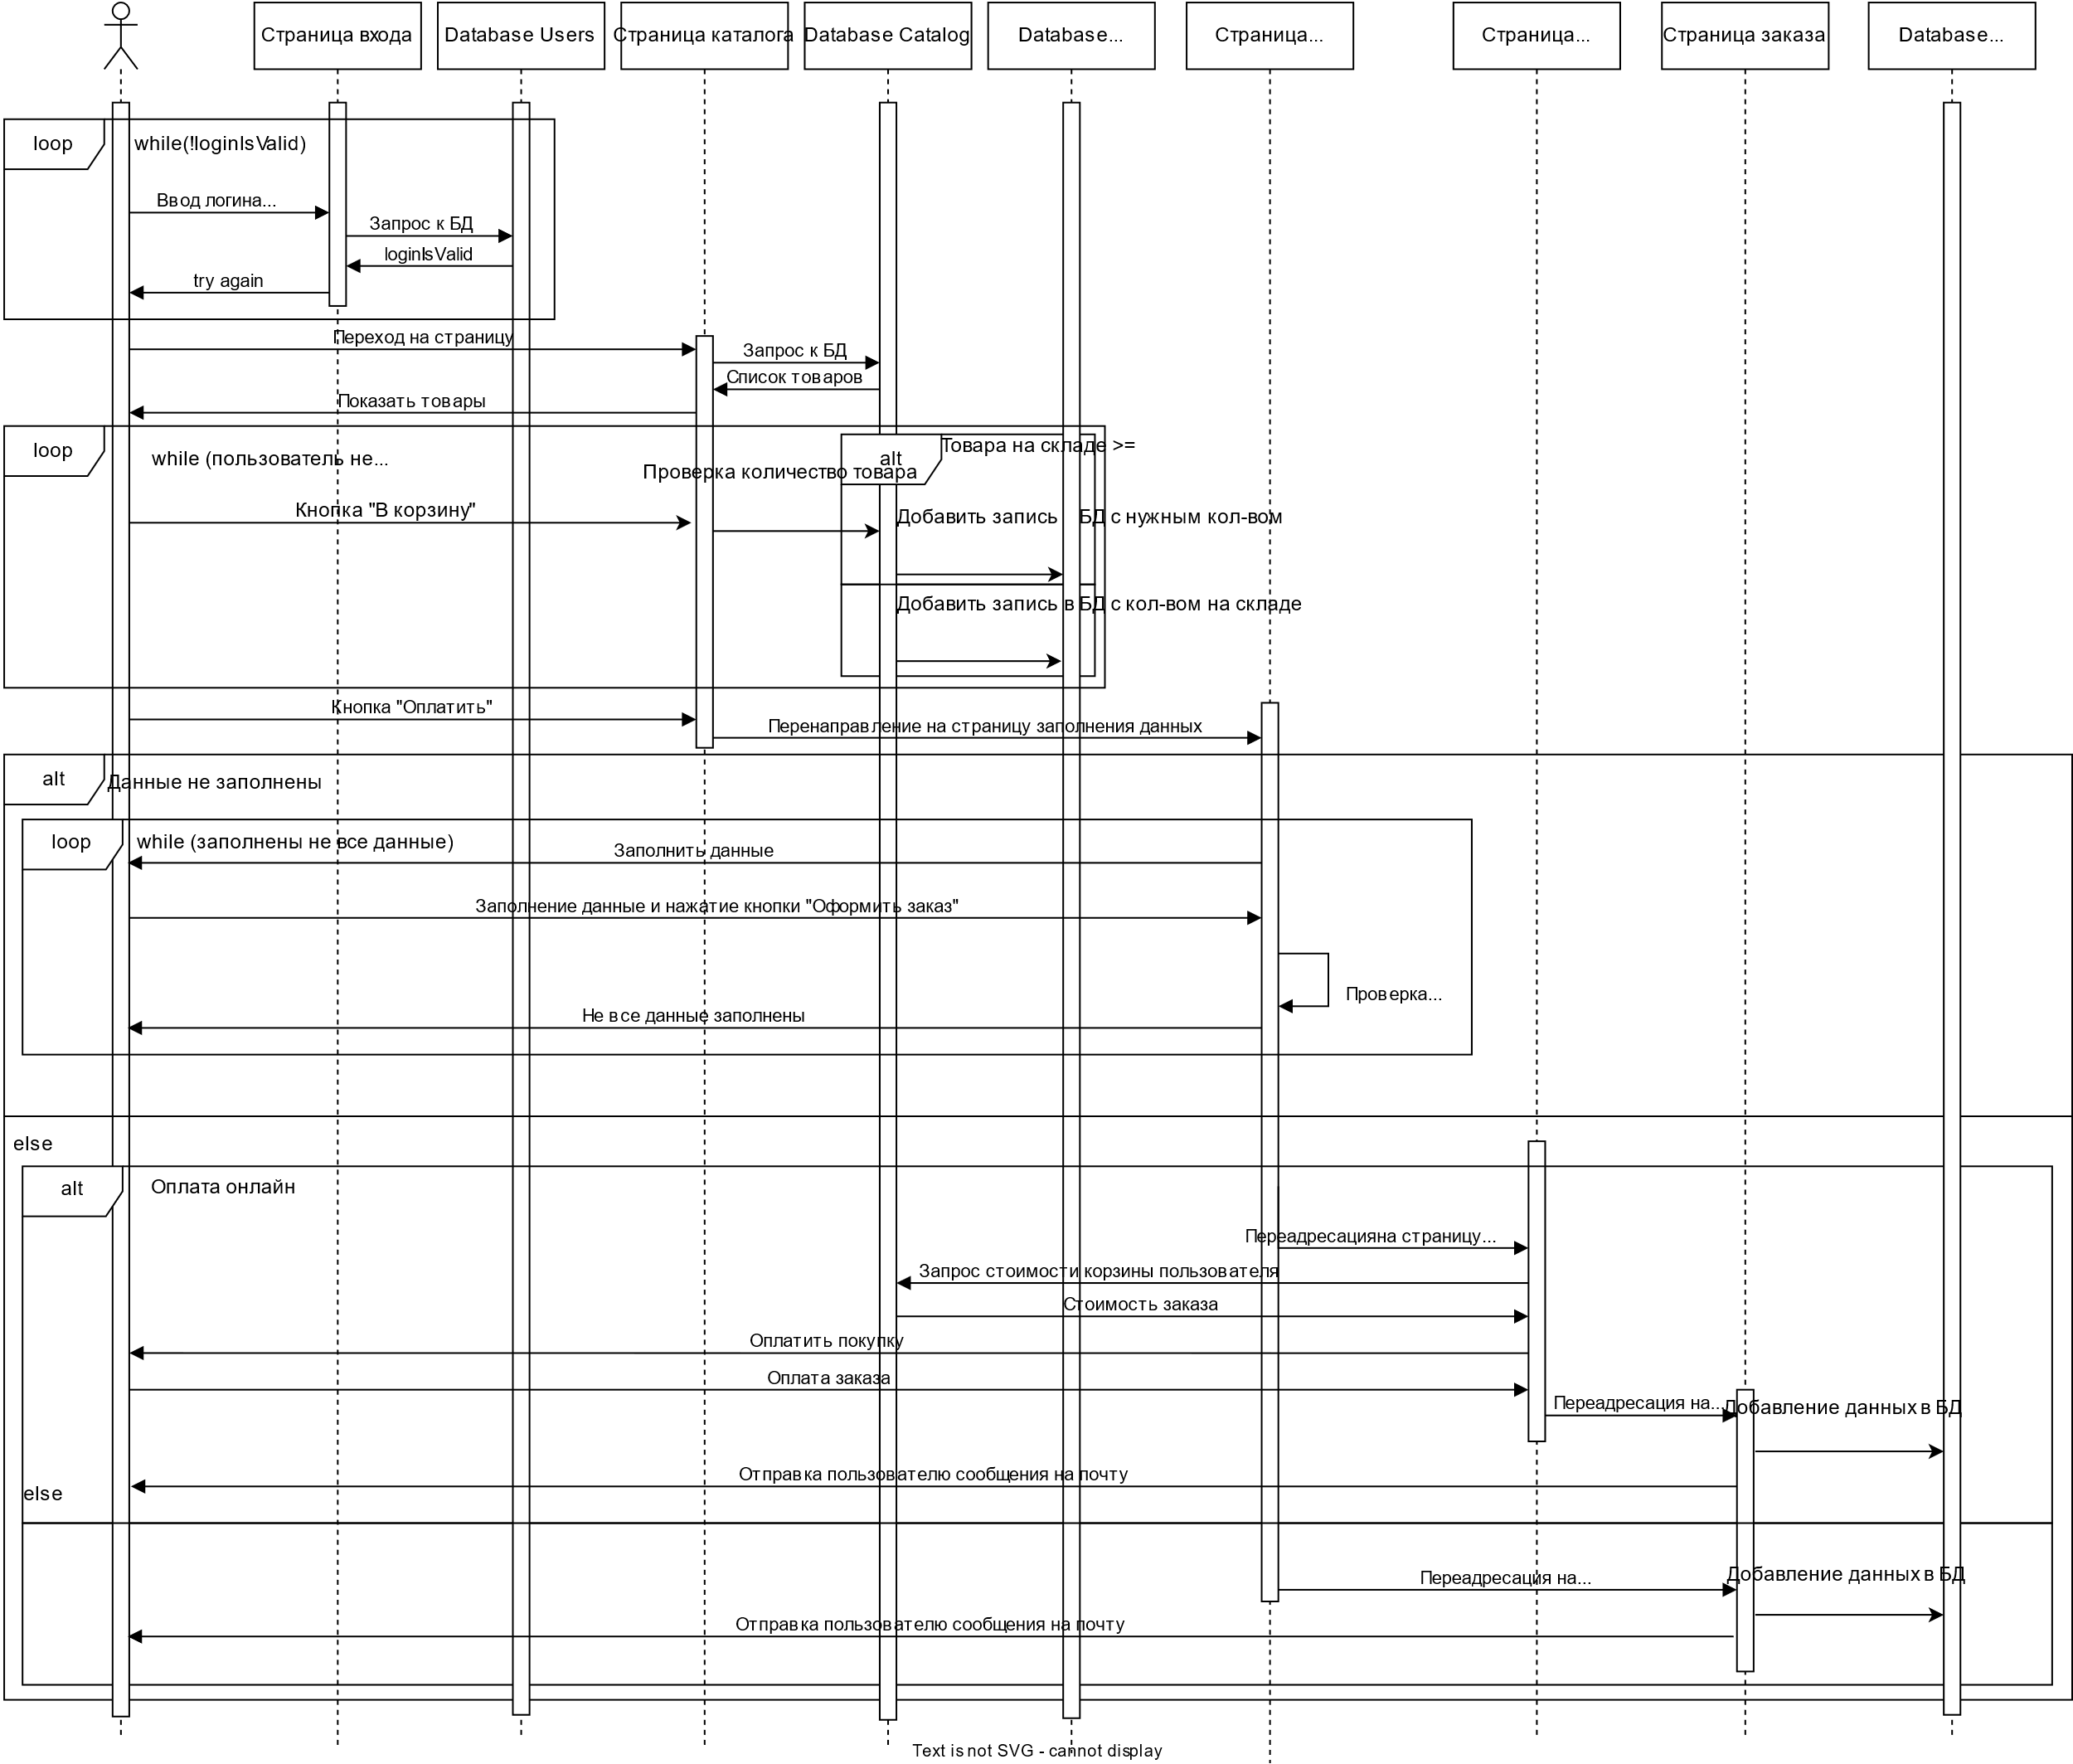 Страница входа
Database Users
Страница каталога
Database Catalog
Database...
Страница...
Страница...
Страница заказа
Database...
loop
while(!loginIsValid)
Ввод логина...
Запрос к БД
loginIsValid
try again
Переход на страницу
Запрос к БД
Список товаров
Показать товары
loop
while (пользователь не...
alt
Товара на складе >=
Проверка количество товара
Кнопка "В корзину"
Добавить запись БД с нужным кол-вом
Добавить запись в БД с кол-вом на складе
Кнопка "Оплатить"
Перенаправление на страницу заполнения данных
alt
Данные не заполнены
loop
while (заполнены не все данные)
Заполнить данные
Заполнение данные и нажатие кнопки "Оформить заказ"
Проверка...
Не все данные заполнены
else
alt
Оплата онлайн
Переадресацияна страницу...
Запрос стоимости корзины пользователя
Стоимость заказа
Оплатить покупку
Оплата заказа
Переадресация на...
Добавление данных в БД
Отправка пользователю сообщения на почту
else
Переадресация на...
Добавление данных в БД
Отправка пользователю сообщения на почту
Text is not SVG - cannot display